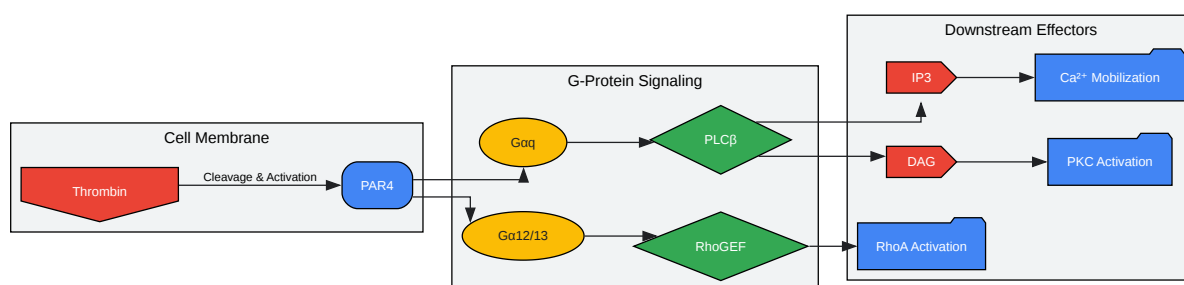 Cell Membrane
Thrombin
Cleavage & Activation
PAR4
G-Protein Signaling
Gαq
PLCβ
Gα12/13
RhoGEF
Downstream Effectors
IP3
Ca²⁺ Mobilization
DAG
PKC Activation
RhoA Activation